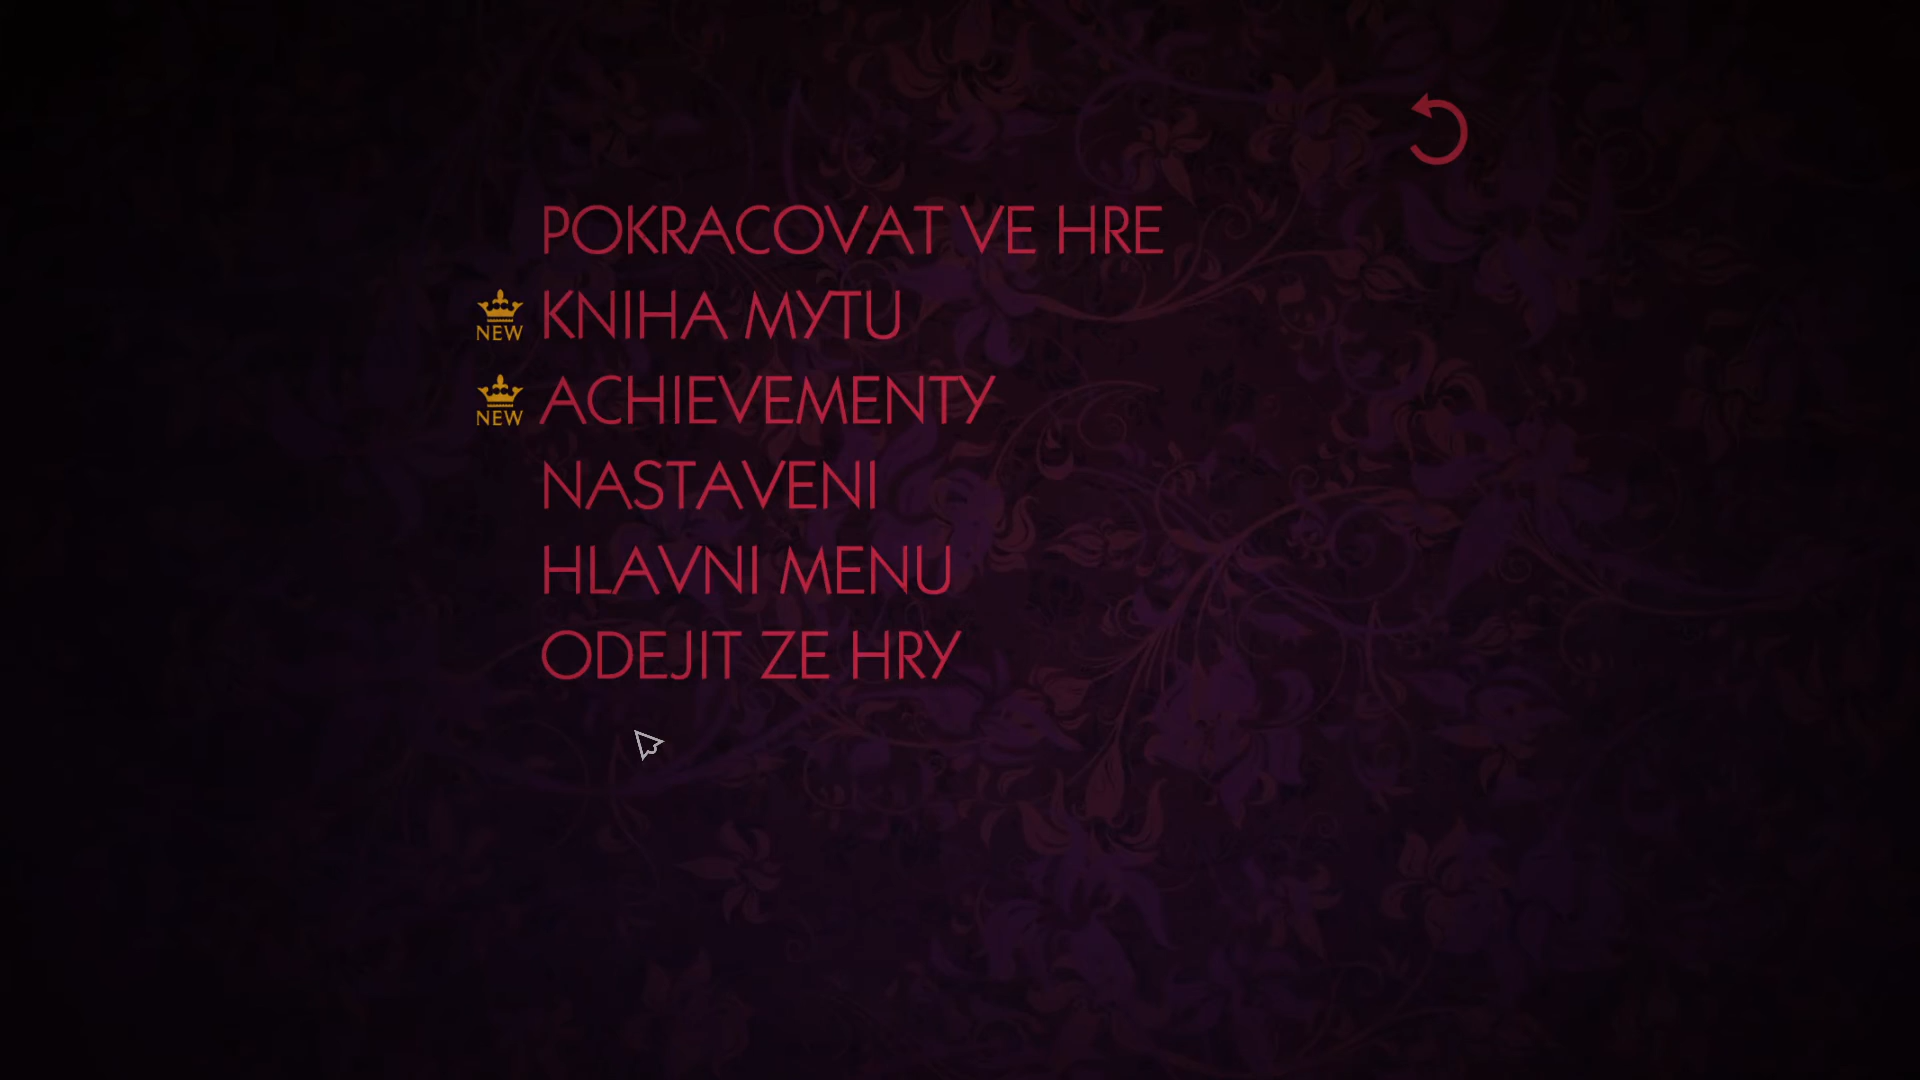 POKRACOVAT VE HRE
NEW KNIHA MYTU
NEW ACHIEVEMENTY
NASTAVENI
HLAVNI MENU
ODEJIT ZE HRY